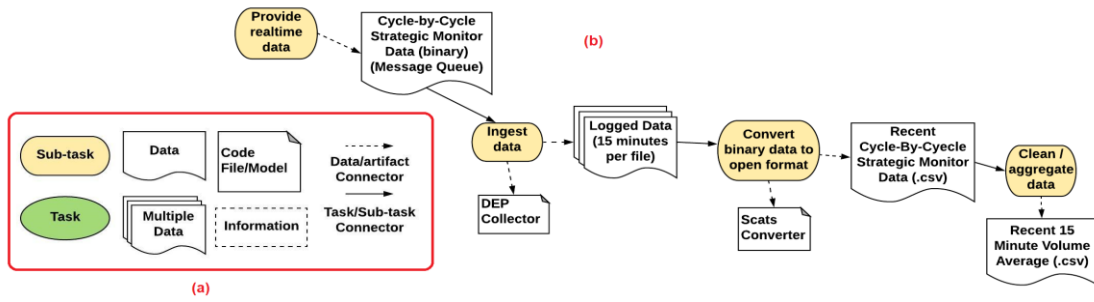 Provide
realtime
data
Cycle-by-Cycle
Strategic Monitor
Data (binary)
(Message Queue)
(b)
Sub-task
Data
Code
File/Model
Data/artifact
Connector
Task
Multiple
Data
Information
Task/Sub-task
Connector
(a)
Ingest
data
DEP
Collector
Logged Data
(15 minutes
per file)
Convert
binary data to
open format
Scats
Converter
Recent
Cycle-By-Cyecle
Strategic Monitor
Data (.csv)
Clean /
aggregate
data
Recent 15
Minute Volume
Average (.csv)